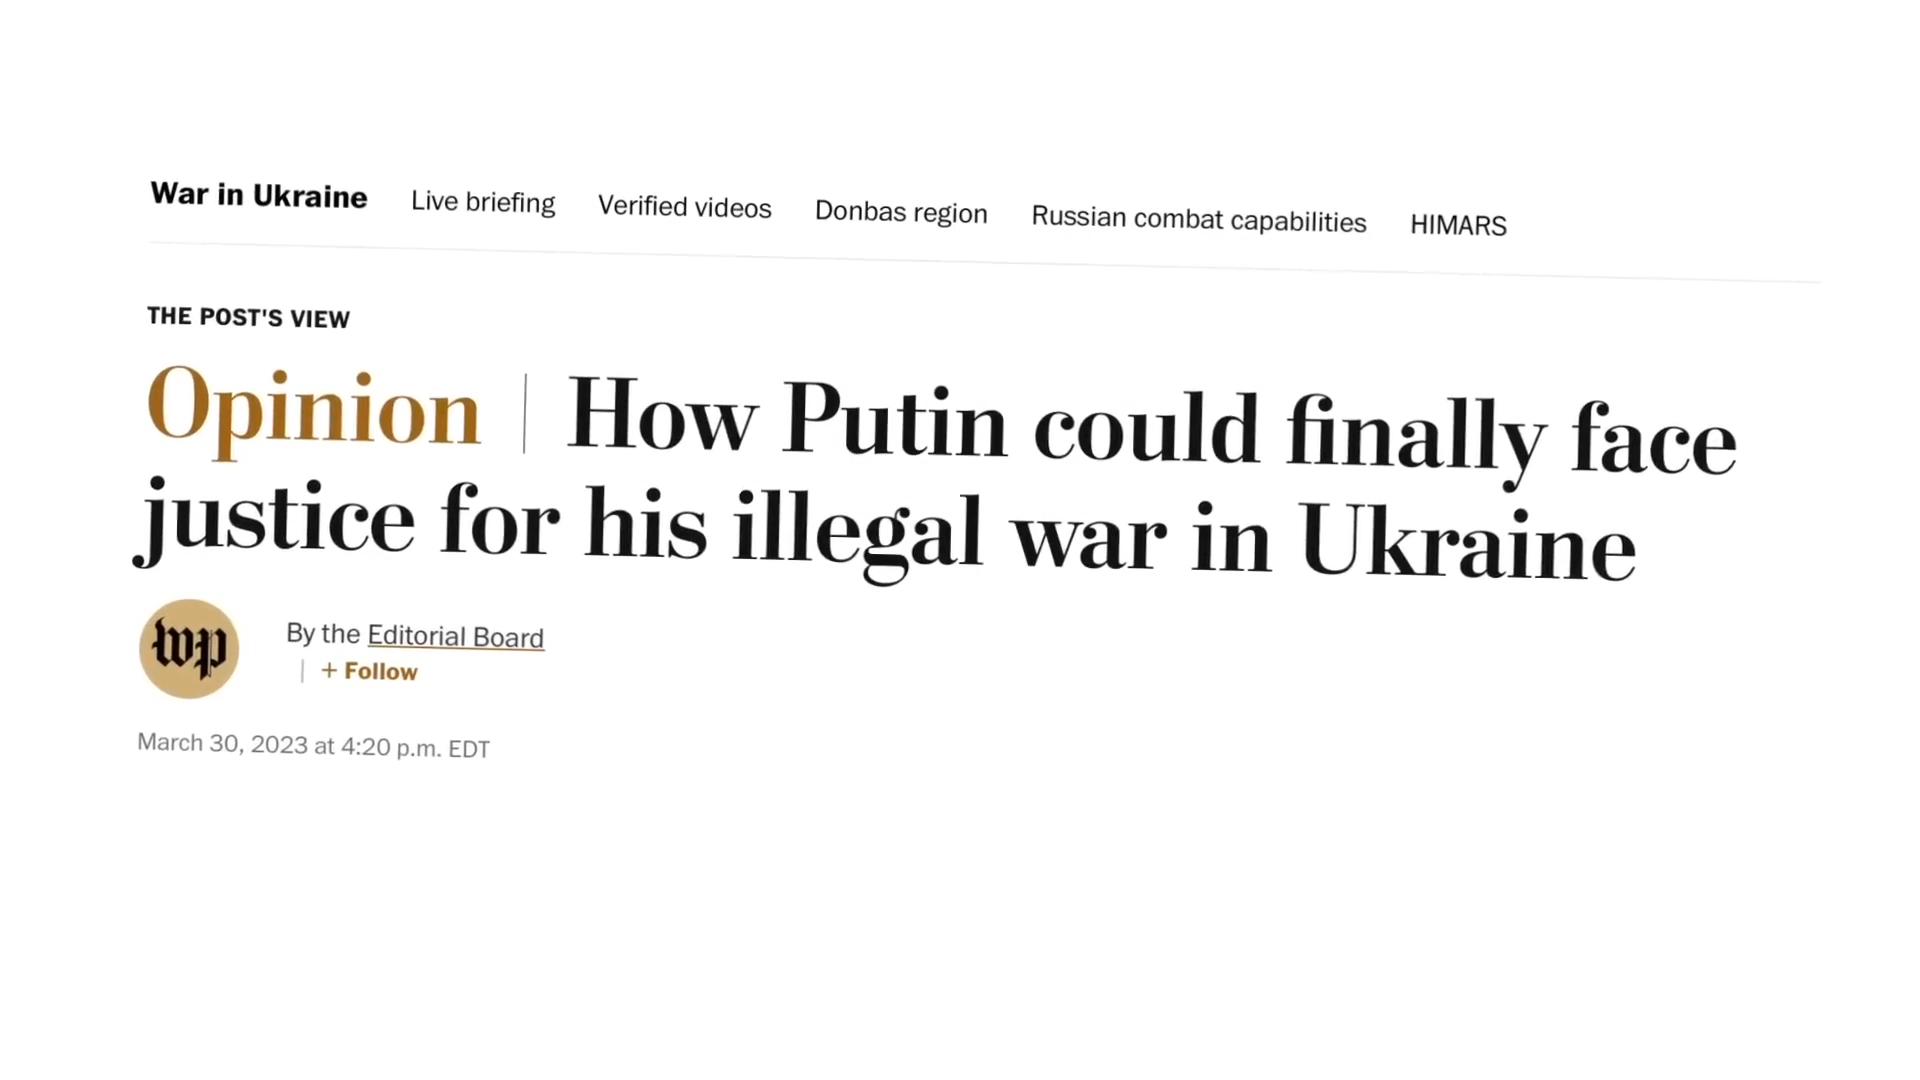 War in Ukraine Live briefing Verified videos Donbas region Russian combat capabilities HIMARS
THE POST'S VIEW
Opinion | How Putin could finally face
justice for his illegal war in Ukraine
wp
By the Editorial Board
| + Follow
March 30, 2023 at 4:20 p.m. EDT